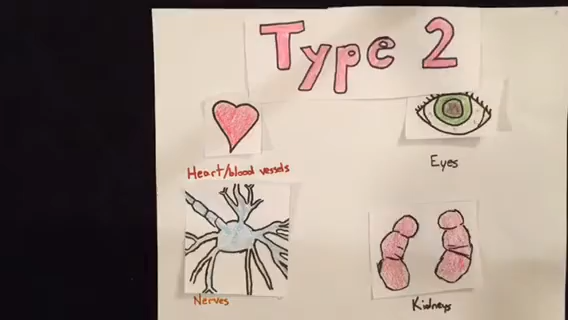 Type 2
Heart/blood vessels
Eyes
Nerves
Kidneys